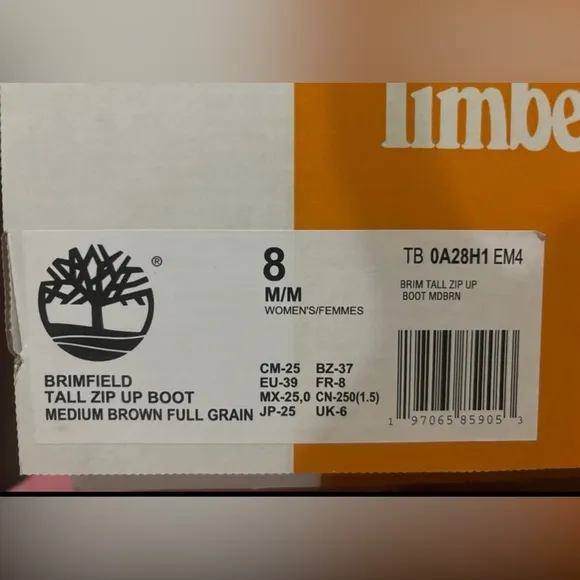 Timbe
®
8
M/M
WOMEN'S/FEMMES
TB 0A28H1 EM4
BRIM TALL ZIP UP
BOOT MDBRN
BRIMFIELD
TALL ZIP UP BOOT
MEDIUM BROWN FULL GRAIN
CM-25 BZ-37
EU-39 FR-8
MX-25,0 CN-250(1.5)
JP-25 UK-6
1 97065 85905 3